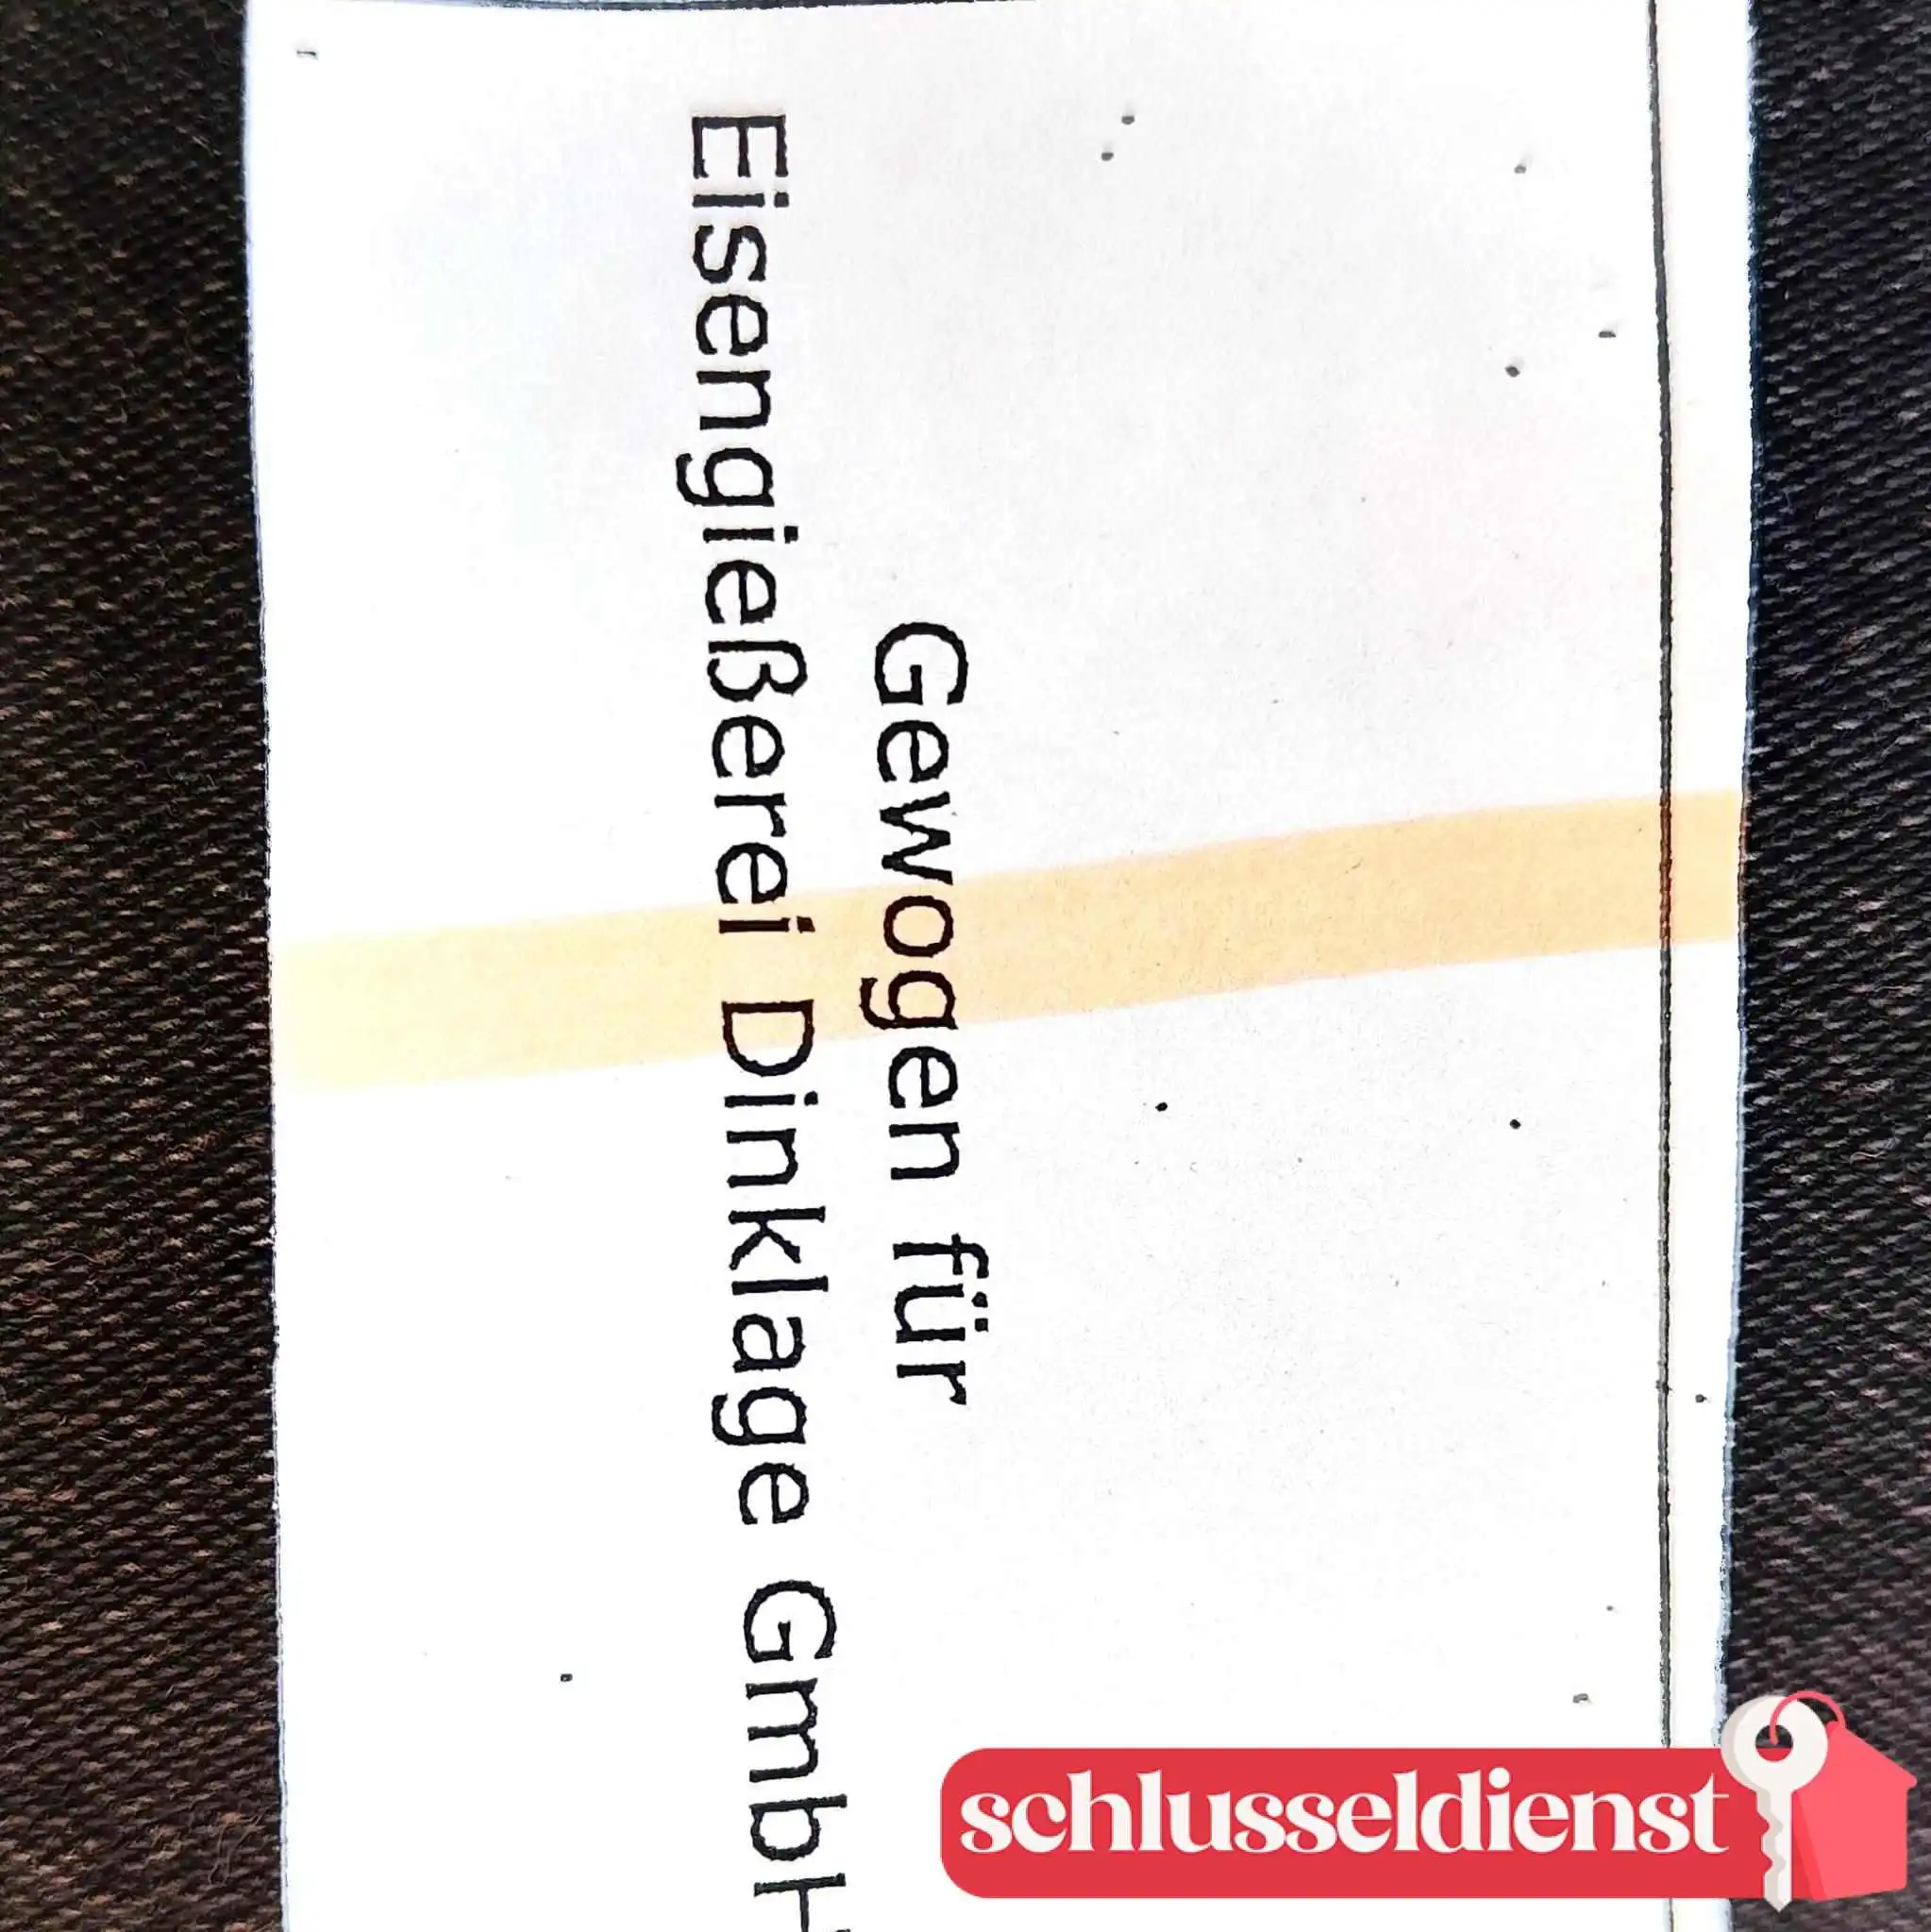 Gewogen für
Eisengießerei Dinklage GmbH
schlusseldienst